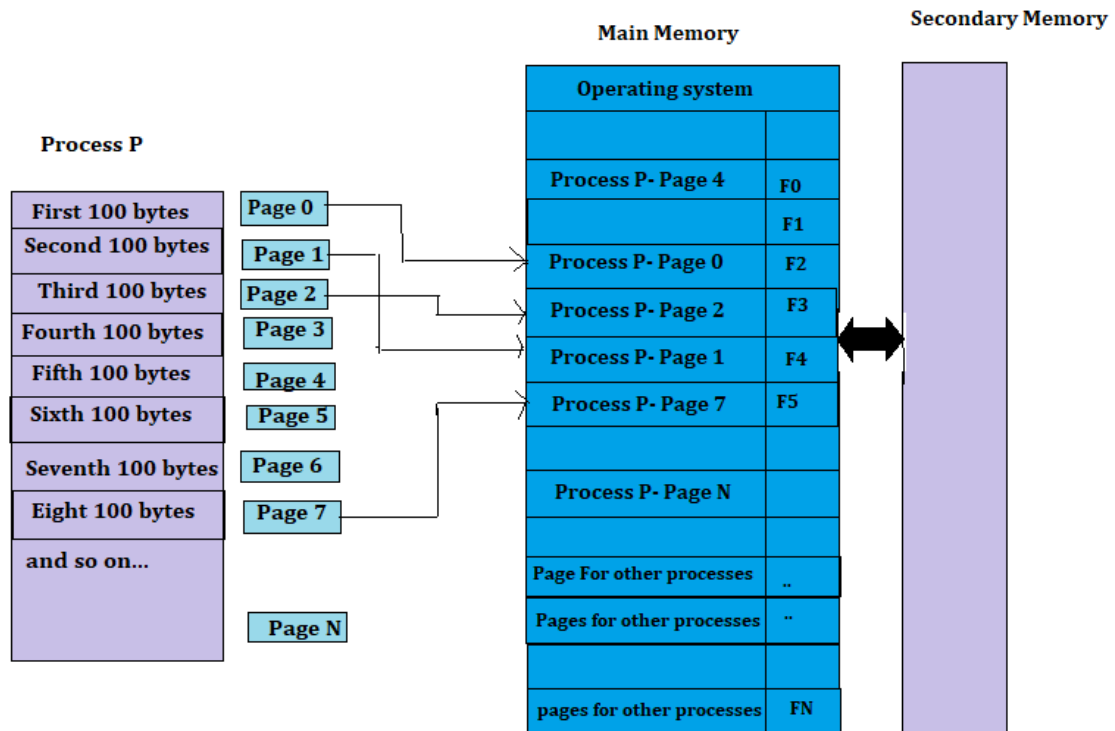 Secondary Memory
Main Memory
Process P
First 100 bytes
Second 100 bytes
Third 100 bytes
Fourth 100 bytes
Fifth 100 bytes
Sixth 100 bytes
Seventh 100 bytes
Eight 100 bytes
and so on...
Page 0
Page 1
Page 2
Page 3
Page 4
Page 5
Page 6
Page 7
Page N
Operating system
Process P- Page 4 F0
F1
Process P- Page 0 F2
Process P- Page 2 F3
Process P- Page 1 F4
Process P- Page 7 F5
Process P- Page N
Page For other processes ..
Pages for other processes ..
pages for other processes FN